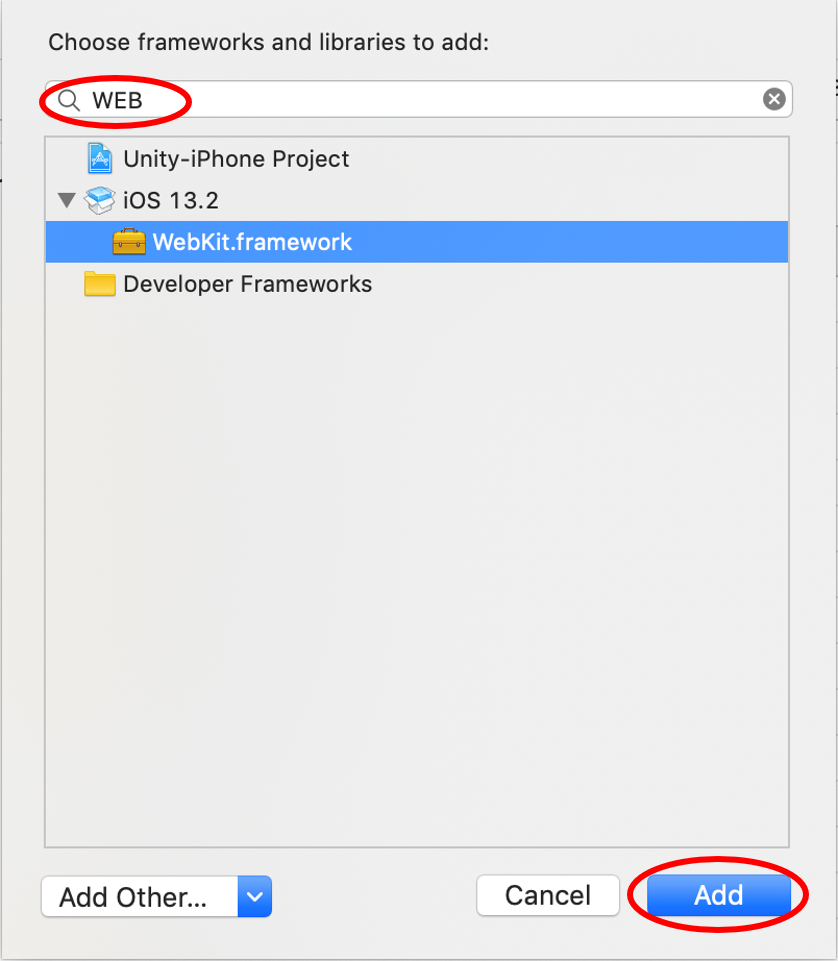 Choose frameworks and libraries to add:
WEB
Unity-iPhone Project
iOS 13.2
WebKit.framework
Developer Frameworks
Add Other...
Cancel
Add